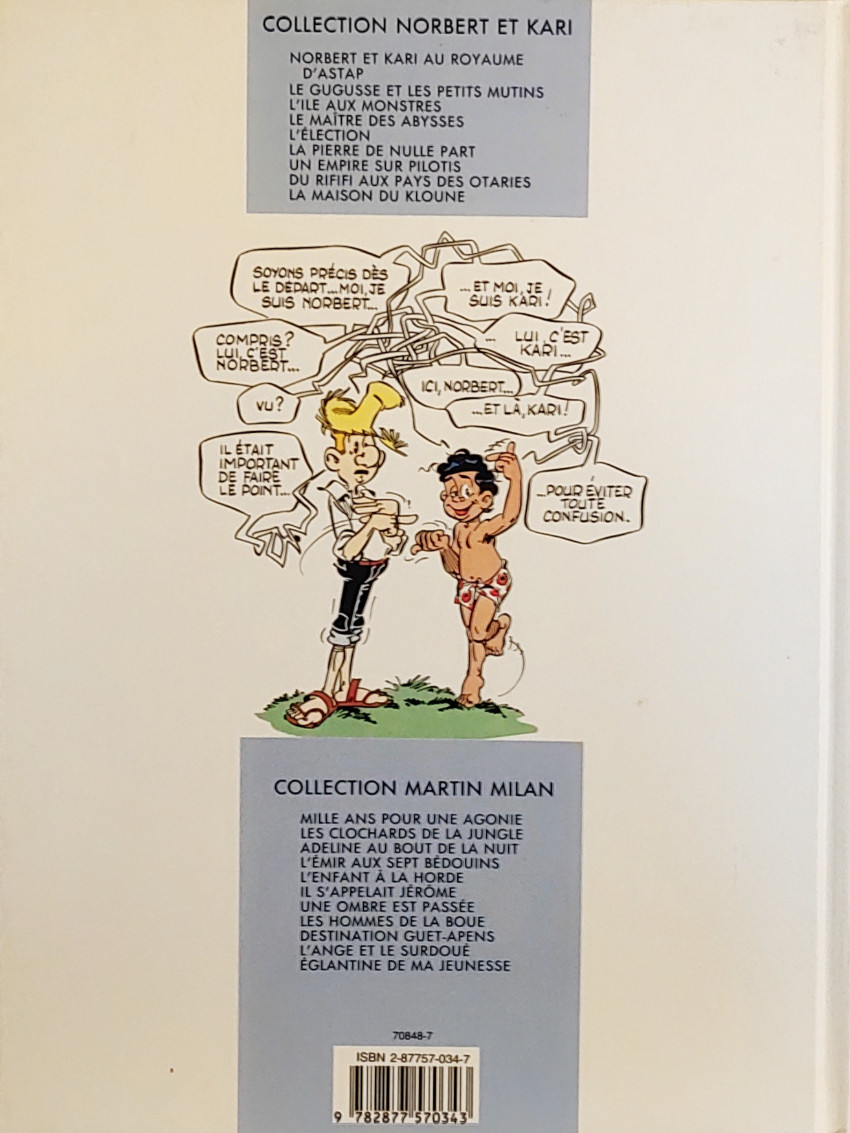 COLLECTION NORBERT ET KARI
NORBERT ET KARI AU ROYAUME
D'ASTAP
LE GUGUSSE ET LES PETITS MUTINS
L'ILE AUX MONSTRES
LE MAÎTRE DES ABYSSES
L'ÉLECTION
LA PIERRE DE NULLE PART
UN EMPIRE SUR PILOTIS
DU RIFIFI AUX PAYS DES OTARIES
LA MAISON DU KLOUNE
SOYONS PRÉCIS DÈS
LE DÉPART...MOI, JE
SUIS NORBERT...
...ET MOI, JE
SUIS KARI!
COMPRIS?
LUI, C'EST
NORBERT...
... LUI, C'EST
KARI...
VU?
ICI, NORBERT...
...ET LÀ, KARI!
IL ÉTAIT
IMPORTANT
DE FAIRE
LE POINT...
...POUR ÉVITER
TOUTE
CONFUSION..
COLLECTION MARTIN MILAN
MILLE ANS POUR UNE AGONIE
LES CLOCHARDS DE LA JUNGLE
ADELINE AU BOUT DE LA NUIT
L'ÉMIR AUX SEPT BÉDOUINS
L'ENFANT À LA HORDE
IL S'APPELAIT JÉRÔME
UNE OMBRE EST PASSÉE
LES HOMMES DE LA BOUE
DESTINATION GUET-APENS
L'ANGE ET LE SURDOUÉ
ÉGLANTINE DE MA JEUNESSE
70848-7
ISBN 2-87757-034-7
9 782877 570343